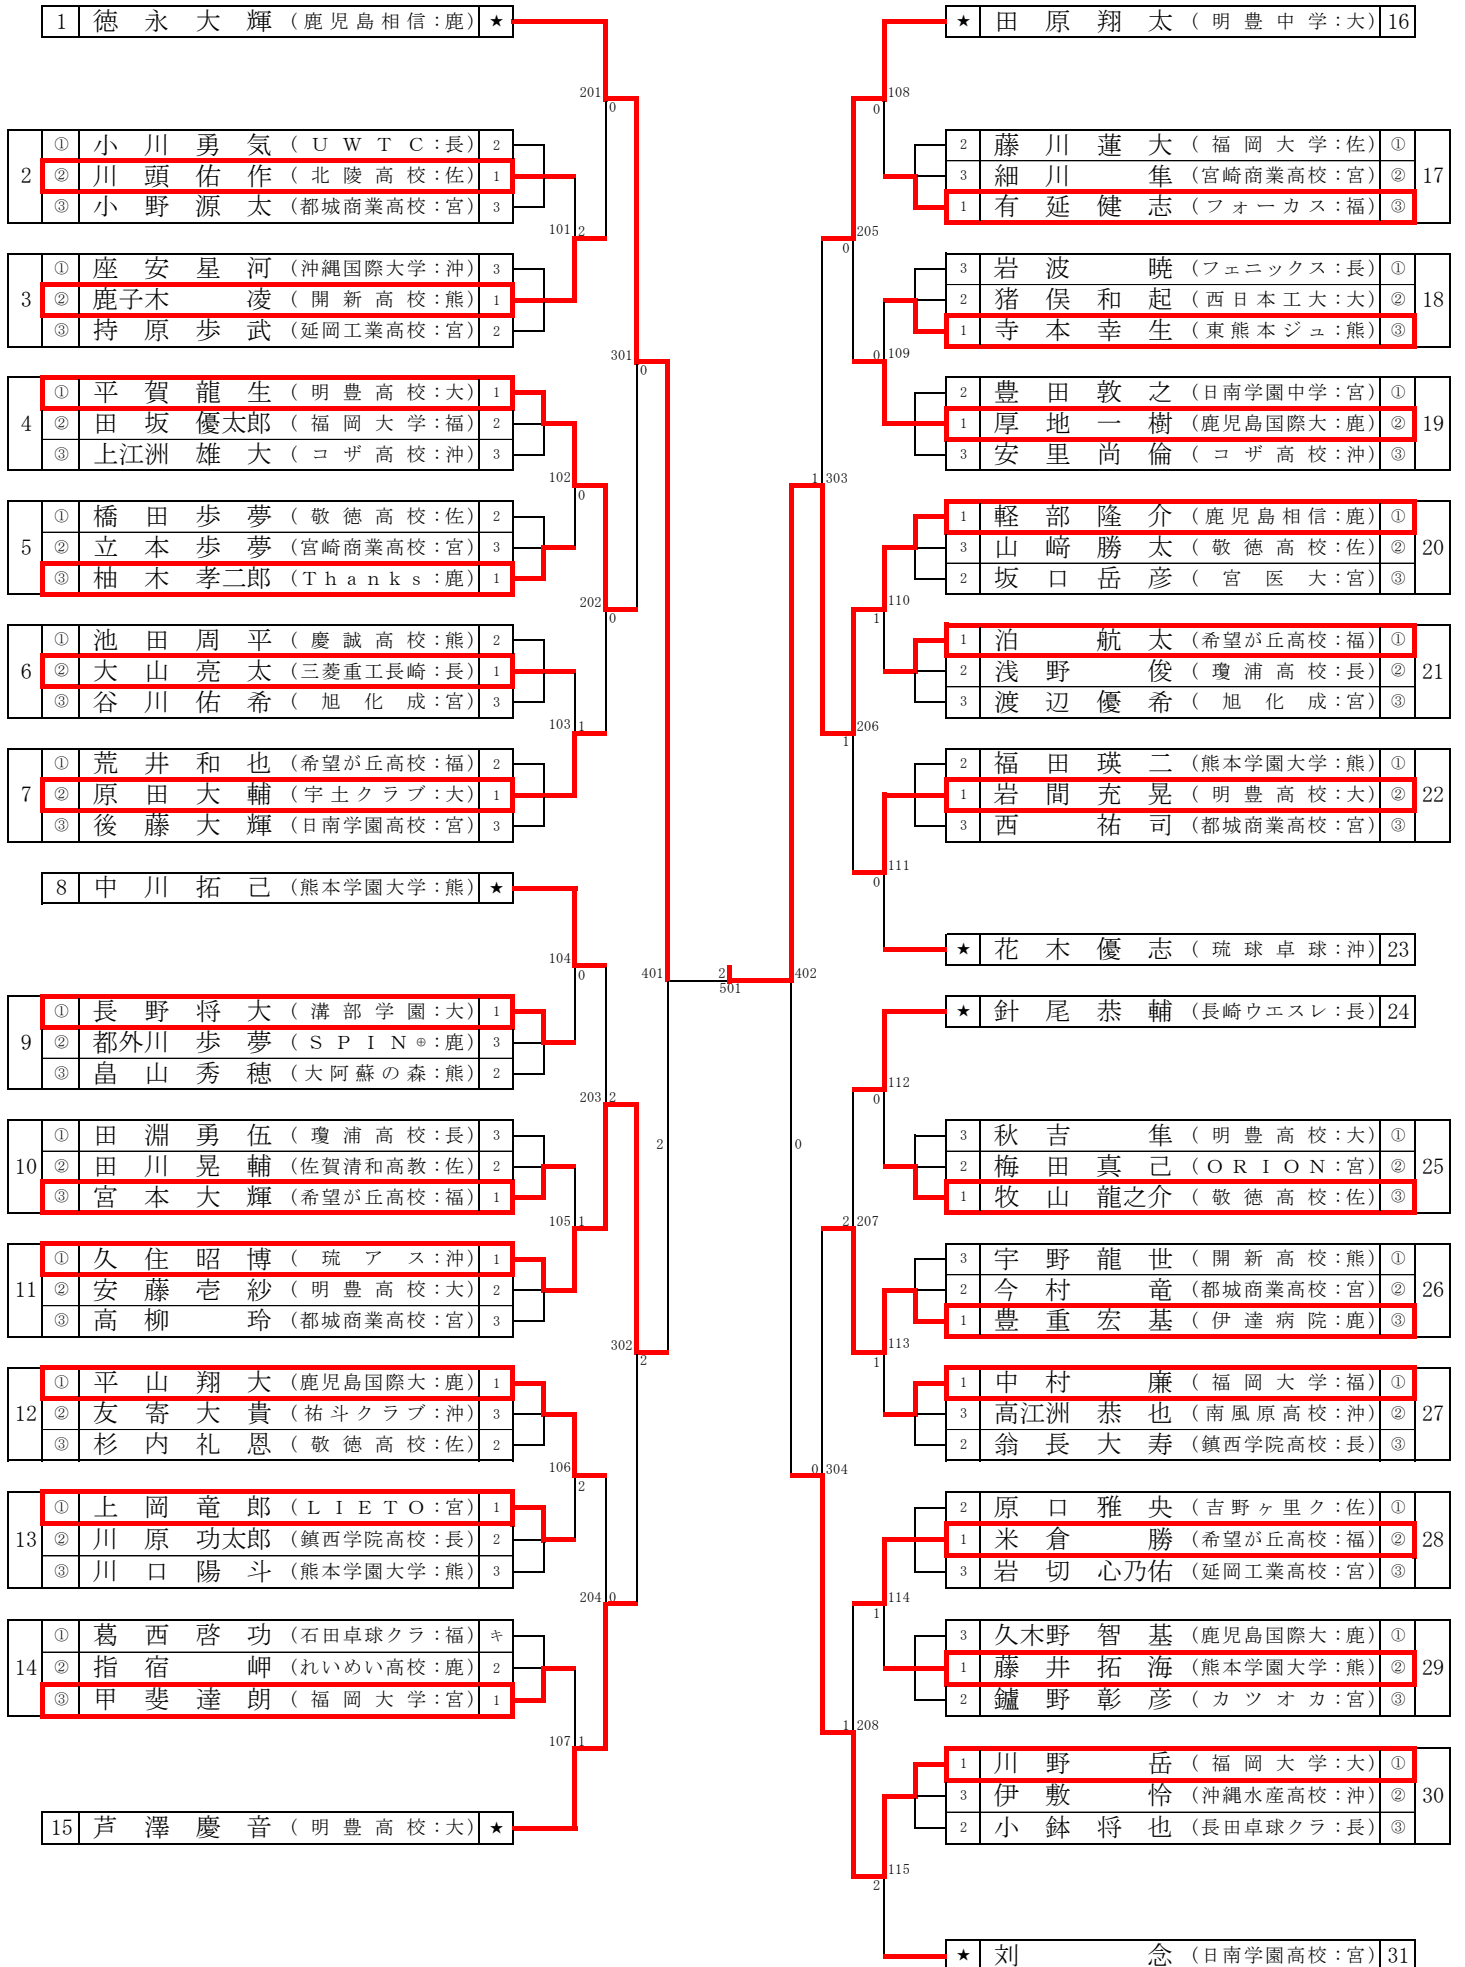 1 徳永大輝 (鹿児島相信:鹿) ★
201
0
2
① 小川勇気 (UWTC:長) 2
② 川頭佑作 (北陵高校:佐) 1
③ 小野源太 (都城商業高校:宮) 3
101 2
3
① 座安星河 (沖縄国際大学:沖) 3
② 鹿子木凌 (開新高校:熊) 1
③ 持原歩武 (延岡工業高校:宮) 2
301
0
4
① 平賀龍生 (明豊高校:大) 1
② 田坂優太郎 (福岡大学:福) 2
③ 上江洲雄大 (コザ高校:沖) 3
102
0
5
① 橋田歩夢 (敬徳高校:佐) 2
② 立本歩夢 (宮崎商業高校:宮) 3
③ 柚木孝二郎 (Thanks:鹿) 1
202
0
6
① 池田周平 (慶誠高校:熊) 2
② 大山亮太 (三菱重工長崎:長) 1
③ 谷川佑希 (旭化成:宮) 3
103 1
7
① 荒井和也 (希望が丘高校:福) 2
② 原田大輔 (宇土クラブ:大) 1
③ 後藤大輝 (日南学園高校:宮) 3
8 中川拓己 (熊本学園大学:熊) ★
104
0
401
9
① 長野将大 (溝部学園:大) 1
② 都外川歩夢 (SPIN⊕:鹿) 3
③ 畠山秀穂 (大阿蘇の森:熊) 2
203 2
10
① 田淵勇伍 (瓊浦高校:長) 3
② 田川晃輔 (佐賀清和高教:佐) 2
③ 宮本大輝 (希望が丘高校:福) 1
2
105 1
11
① 久住昭博 (琉アス:沖) 1
② 安藤壱紗 (明豊高校:大) 2
③ 高柳玲 (都城商業高校:宮) 3
302
2
12
① 平山翔大 (鹿児島国際大:鹿) 1
② 友寄大貴 (祐斗クラブ:沖) 3
③ 杉内礼恩 (敬徳高校:佐) 2
106
2
13
① 上岡竜郎 (LIETO:宮) 1
② 川原功太郎 (鎮西学院高校:長) 2
③ 川口陽斗 (熊本学園大学:熊) 3
204 0
14
① 葛西啓功 (石田卓球クラ:福) キ
② 指宿岬 (れいめい高校:鹿) 2
③ 甲斐達朗 (福岡大学:宮) 1
107 1
15 芦澤慶音 (明豊高校:大) ★
2
501
★ 田原翔太 (明豊中学:大) 16
108
0
2 藤川蓮大 (福岡大学:佐) ①
3 細川隼 (宮崎商業高校:宮) ②
1 有延健志 (フォーカス:福) ③
17
205
0
3 岩波暁 (フェニックス:長) ①
2 猪俣和起 (西日本工大:大) ②
1 寺本幸生 (東熊本ジュ:熊) ③
18
0 109
2 豊田敦之 (日南学園中学:宮) ①
1 厚地一樹 (鹿児島国際大:鹿) ②
3 安里尚倫 (コザ高校:沖) ③
19
1 303
1 軽部隆介 (鹿児島相信:鹿) ①
3 山﨑勝太 (敬徳高校:佐) ②
2 坂口岳彦 (宮医大:宮) ③
20
110
1
1 泊航太 (希望が丘高校:福) ①
2 浅野俊 (瓊浦高校:長) ②
3 渡辺優希 (旭化成:宮) ③
21
206
1
2 福田瑛二 (熊本学園大学:熊) ①
1 岩間充晃 (明豊高校:大) ②
3 西祐司 (都城商業高校:宮) ③
22
111
0
★ 花木優志 (琉球卓球:沖) 23
402
★ 針尾恭輔 (長崎ウエスレ:長) 24
112
0
3 秋吉隼 (明豊高校:大) ①
2 梅田真己 (ORION:宮) ②
1 牧山龍之介 (敬徳高校:佐) ③
25
0
2 207
3 宇野龍世 (開新高校:熊) ①
2 今村竜 (都城商業高校:宮) ②
1 豊重宏基 (伊達病院:鹿) ③
26
113
1
1 中村廉 (福岡大学:福) ①
3 高江洲恭也 (南風原高校:沖) ②
2 翁長大寿 (鎮西学院高校:長) ③
27
0 304
2 原口雅央 (吉野ヶ里ク:佐) ①
1 米倉勝 (希望が丘高校:福) ②
3 岩切心乃佑 (延岡工業高校:宮) ③
28
114
1
3 久木野智基 (鹿児島国際大:鹿) ①
1 藤井拓海 (熊本学園大学:熊) ②
2 鑪野彰彦 (カツオカ:宮) ③
29
1 208
1 川野岳 (福岡大学:大) ①
3 伊敷怜 (沖縄水産高校:沖) ②
2 小鉢将也 (長田卓球クラ:長) ③
30
115
2
★ 刘念 (日南学園高校:宮) 31